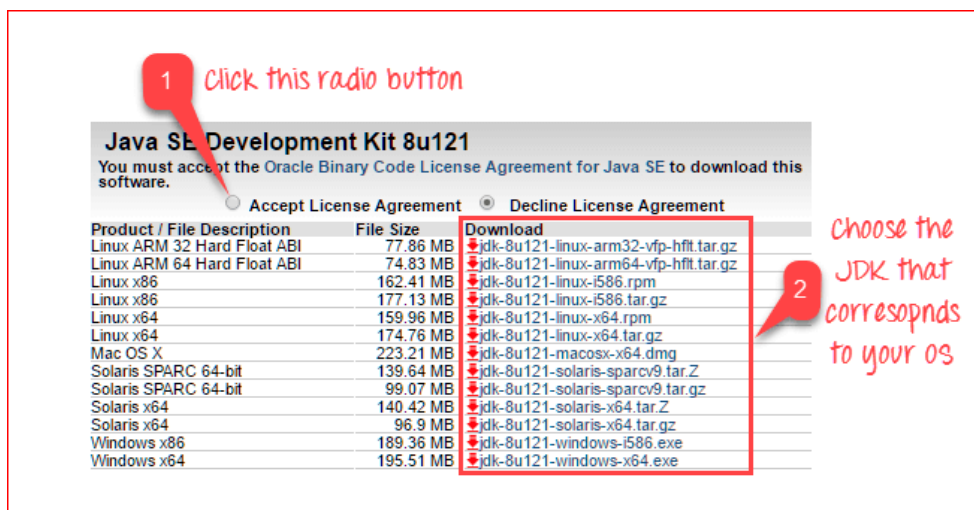 1 Click this radio button
Java SE Development Kit 8u121
You must accept the Oracle Binary Code License Agreement for Java SE to download this
software.
Accept License Agreement Decline License Agreement
Product / File Description File Size Download
Linux ARM 32 Hard Float ABI 77.86 MB jdk-8u121-linux-arm32-vfp-hflt.tar.gz
Linux ARM 64 Hard Float ABI 74.83 MB jdk-8u121-linux-arm64-vfp-hflt.tar.gz
Linux x86 162.41 MB jdk-8u121-linux-i586.rpm
Linux x86 177.13 MB jdk-8u121-linux-i586.tar.gz
Linux x64 159.96 MB jdk-8u121-linux-x64.rpm
Linux x64 174.76 MB jdk-8u121-linux-x64.tar.gz
Mac OS X 223.21 MB jdk-8u121-macosx-x64.dmg
Solaris SPARC 64-bit 139.64 MB jdk-8u121-solaris-sparcv9.tar.Z
Solaris SPARC 64-bit 99.07 MB jdk-8u121-solaris-sparcv9.tar.gz
Solaris x64 140.42 MB jdk-8u121-solaris-x64.tar.Z
Solaris x64 96.9 MB jdk-8u121-solaris-x64.tar.gz
Windows x86 189.36 MB jdk-8u121-windows-i586.exe
Windows x64 195.51 MB jdk-8u121-windows-x64.exe
2
Choose the
JDK that
corresopnds
to your OS